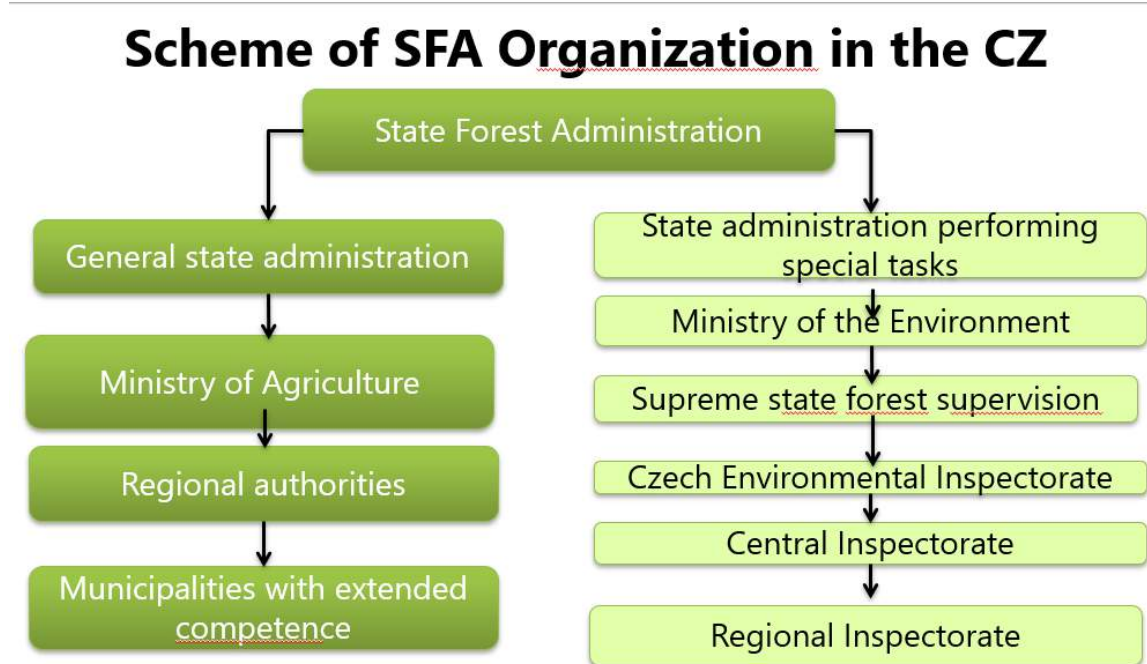 Scheme of SFA Organization in the CZ
State Forest Administration
General state administration
Ministry of Agriculture
Regional authorities
Municipalities with extended
competence
State administration performing
special tasks
Ministry of the Environment
Supreme state forest supervision
Czech Environmental Inspectorate
Central Inspectorate
Regional Inspectorate